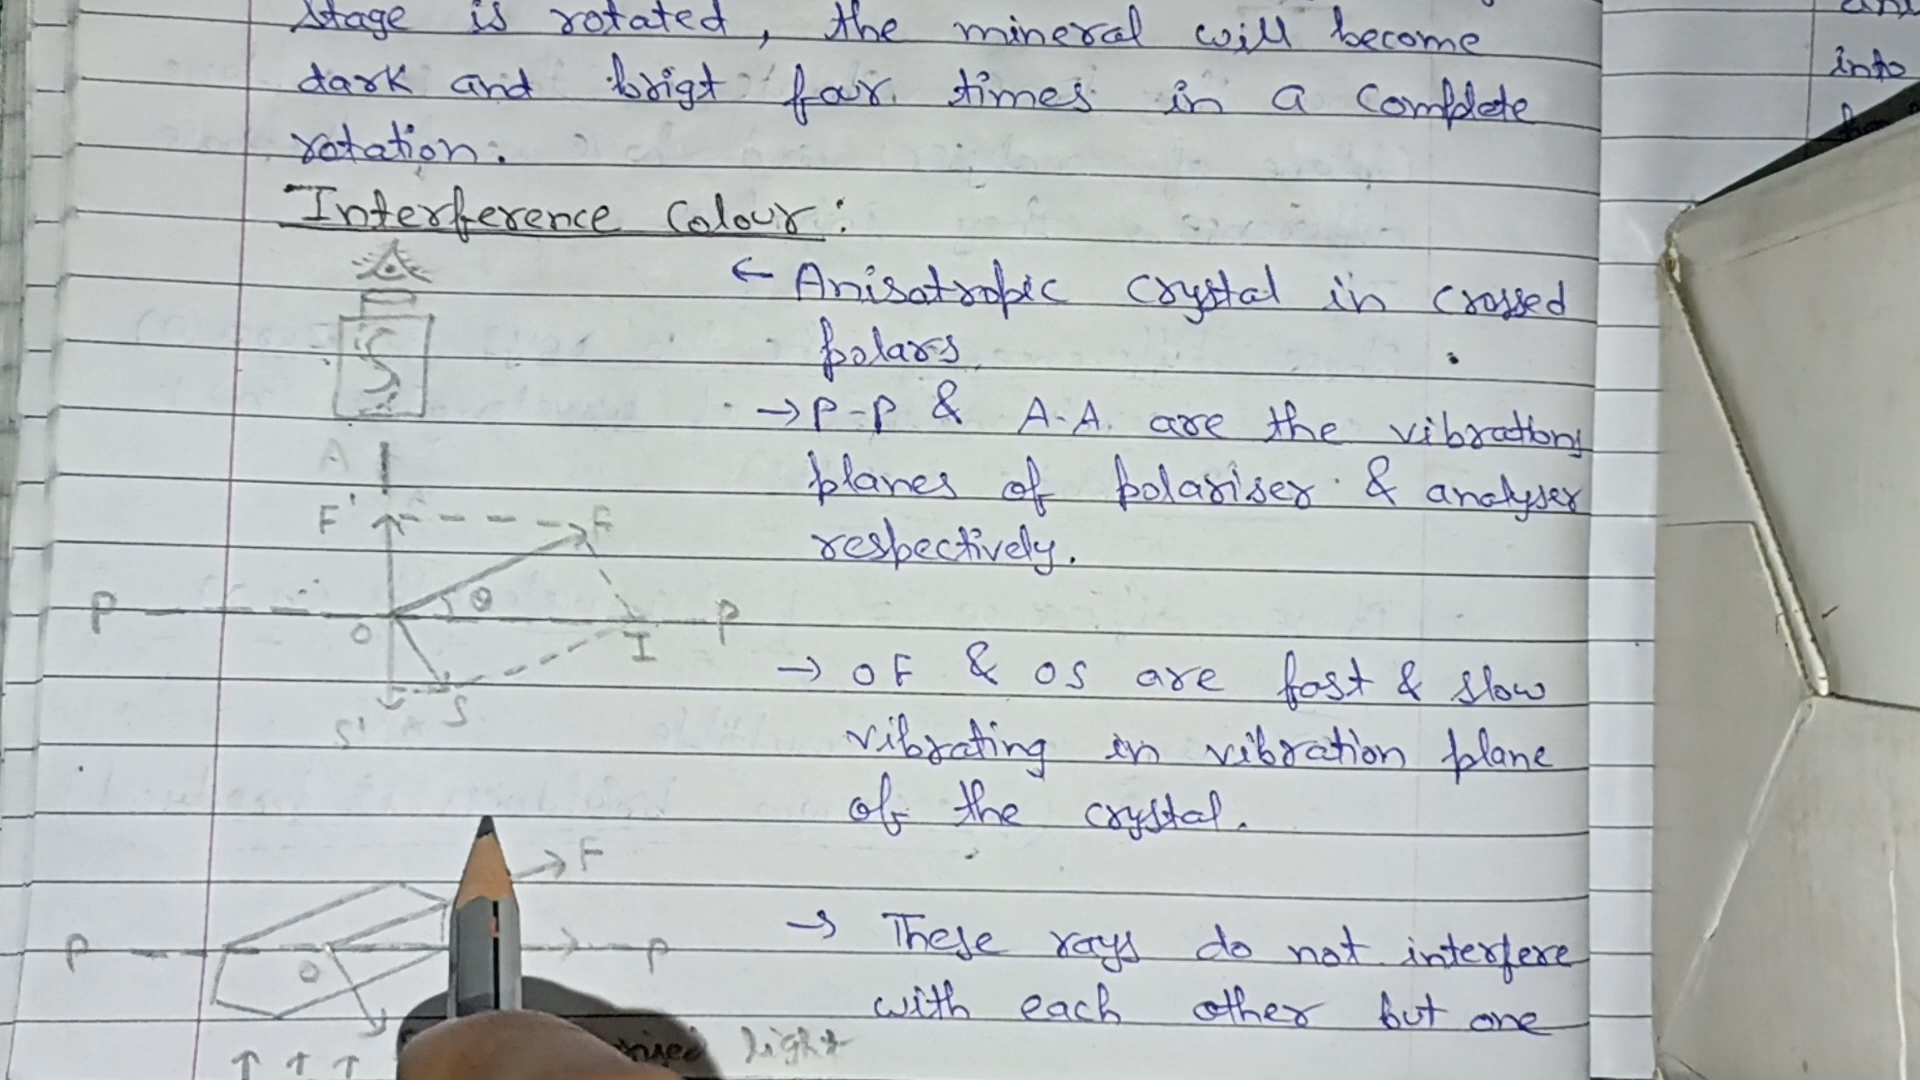 stage is rotated, the mineral will become
dark and brigt four times in a complete
rotation.
Interference Colour:
← Anisotropic crystal in crossed
polars
→ P-P & A-A are the vibrations
planes of polariser & analyser
respectively.
A
F' F
P O θ I P
S' S
→ OF & OS are fast & slow
vibrating in vibration plane
of the crystal.
F
P O P
→ These rays do not interfere
with each other but one
light
into